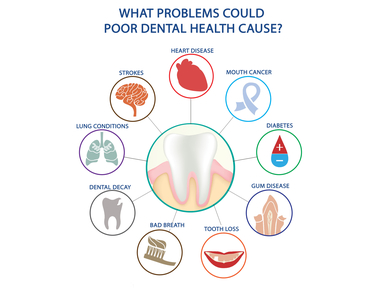 WHAT PROBLEMS COULD
POOR DENTAL HEALTH CAUSE?
HEART DISEASE
STROKES
MOUTH CANCER
LUNG CONDITIONS
DIABETES
DENTAL DECAY
GUM DISEASE
BAD BREATH
TOOTH LOSS